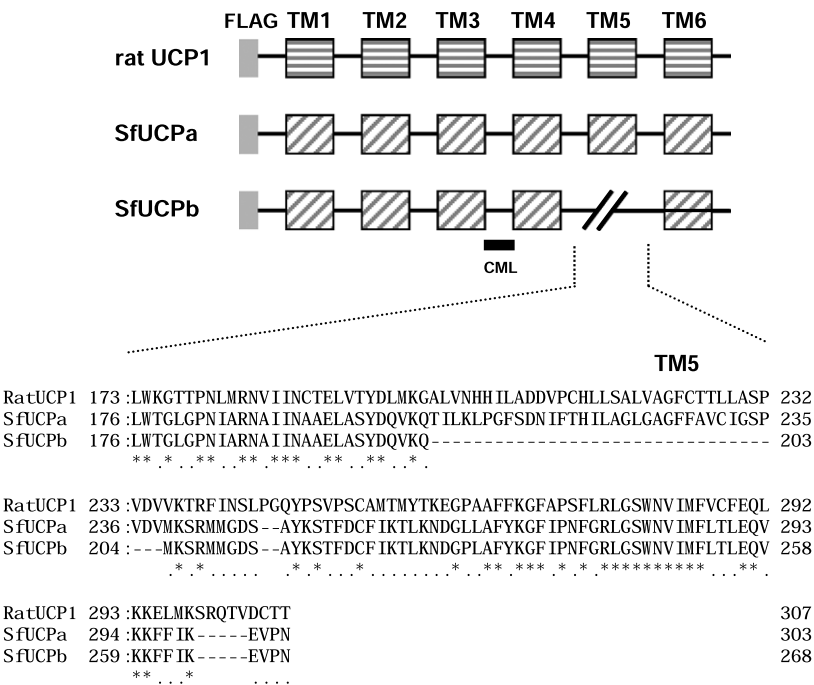 FLAG TM1 TM2 TM3 TM4 TM5 TM6
rat UCP1
SfUCPa
SfUCPb
CML
TM5
RatUCP1 173 :LWKGTTPNLMRNVIINCTELVTYDLMKGALVNHHILADDVPCHLLSALVAGFCTTLLASP 232
SfUCPa 176 :LWTGLGPNIARNAIINAAELASYDQVKQTILKLPGFSDNIFTHILAGLGAGFFAVCIGSP 235
SfUCPb 176 :LWTGLGPNIARNAIINAAELASYDQVKQ-------------------------------- 203
** .* . . ** . . ** . . *** . . ** . . ** . . * .
RatUCP1 233 :VDVVKTRFINSLPGQYPSVPSCAMTMYTKEGPAAFFKGFAPSFLRLGSWNVIMFVCFEQL 292
SfUCPa 236 :VDVMKSRMMGDS--AYKSTFDCFIKTLKNDGLLAFYKGFIPNFGRLGSWNVIMFLTLEQV 293
SfUCPb 204 :---MKSRMMGDS--AYKSTFDCFIKTLKNDGPLAFYKGFIPNFGRLGSWNVIMFLTLEQV 258
. * . * . . . . . * . * . . * . . . . . . . . * . . ** . *** . * . * . ********** . . . ** .
RatUCP1 293 :KKELMKSRQTVDCTT 307
SfUCPa 294 :KKFFIK-----EVPN 303
SfUCPb 259 :KKFFIK-----EVPN 268
** . . . * . . . .